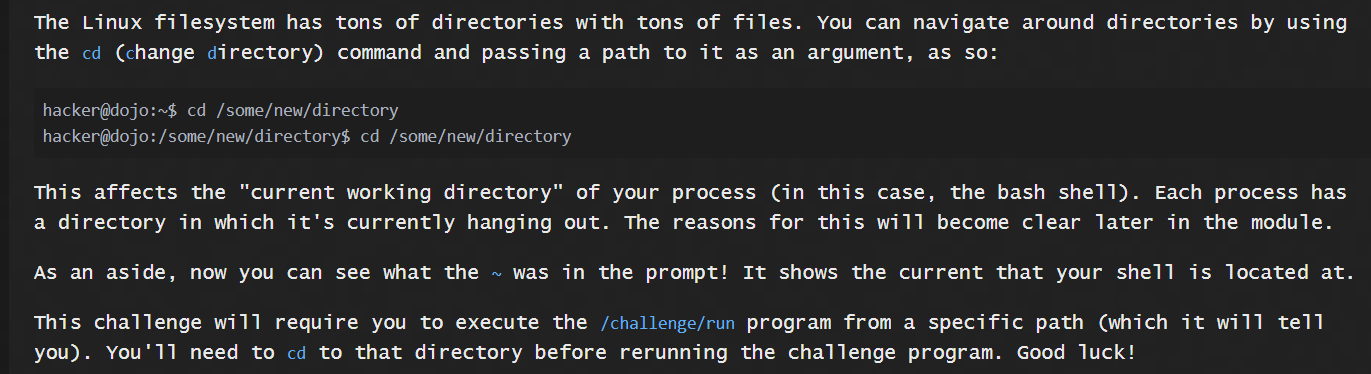 The Linux filesystem has tons of directories with tons of files. You can navigate around directories by using
the cd (change directory) command and passing a path to it as an argument, as so:
hacker@dojo:~$ cd /some/new/directory
hacker@dojo:/some/new/directory$ cd /some/new/directory
This affects the "current working directory" of your process (in this case, the bash shell). Each process has
a directory in which it's currently hanging out. The reasons for this will become clear later in the module.
As an aside, now you can see what the ~ was in the prompt! It shows the current that your shell is located at.
This challenge will require you to execute the /challenge/run program from a specific path (which it will tell
you). You'll need to cd to that directory before rerunning the challenge program. Good luck!